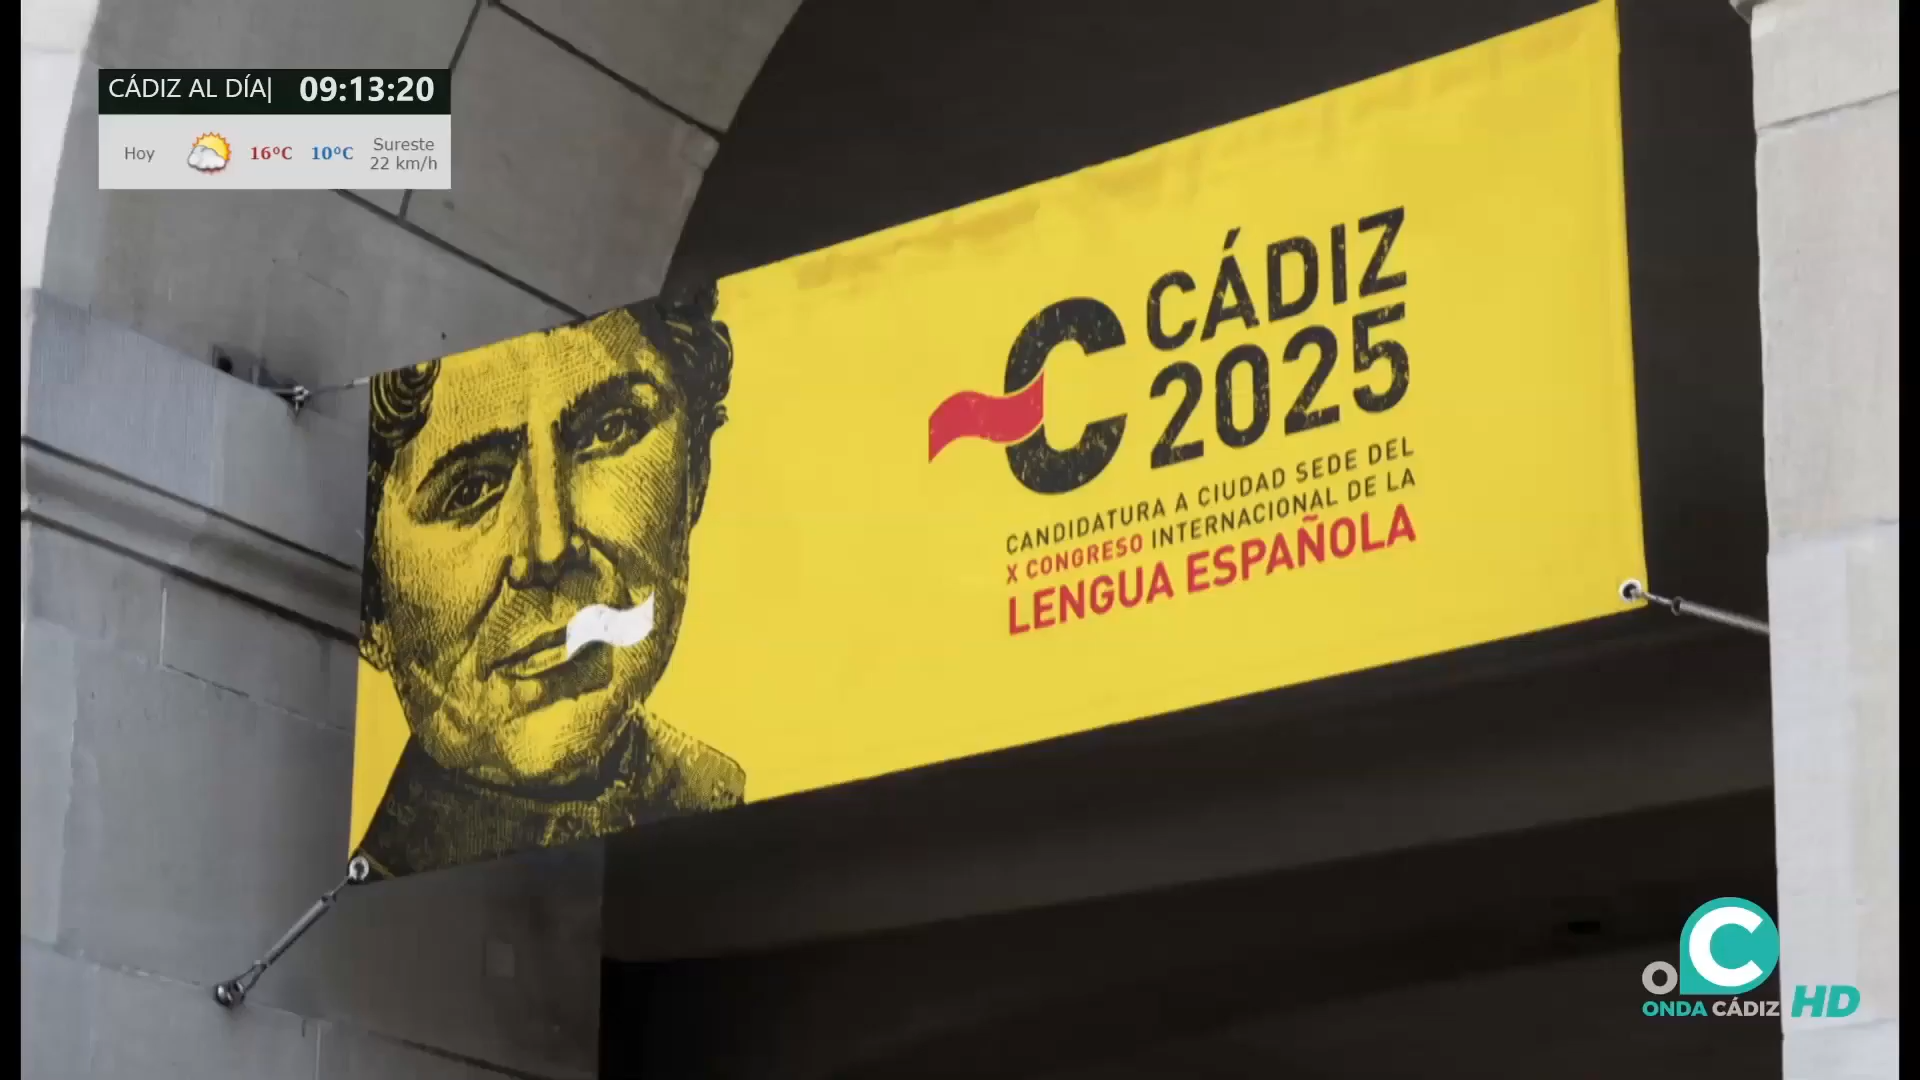 CÁDIZ AL DÍA| 09:13:20
Hoy 16ºC 10ºC Sureste
22 km/h
C CÁDIZ
2025
CANDIDATURA A CIUDAD SEDE DEL
X CONGRESO INTERNACIONAL DE LA
LENGUA ESPAÑOLA
OC
ONDA CÁDIZ HD